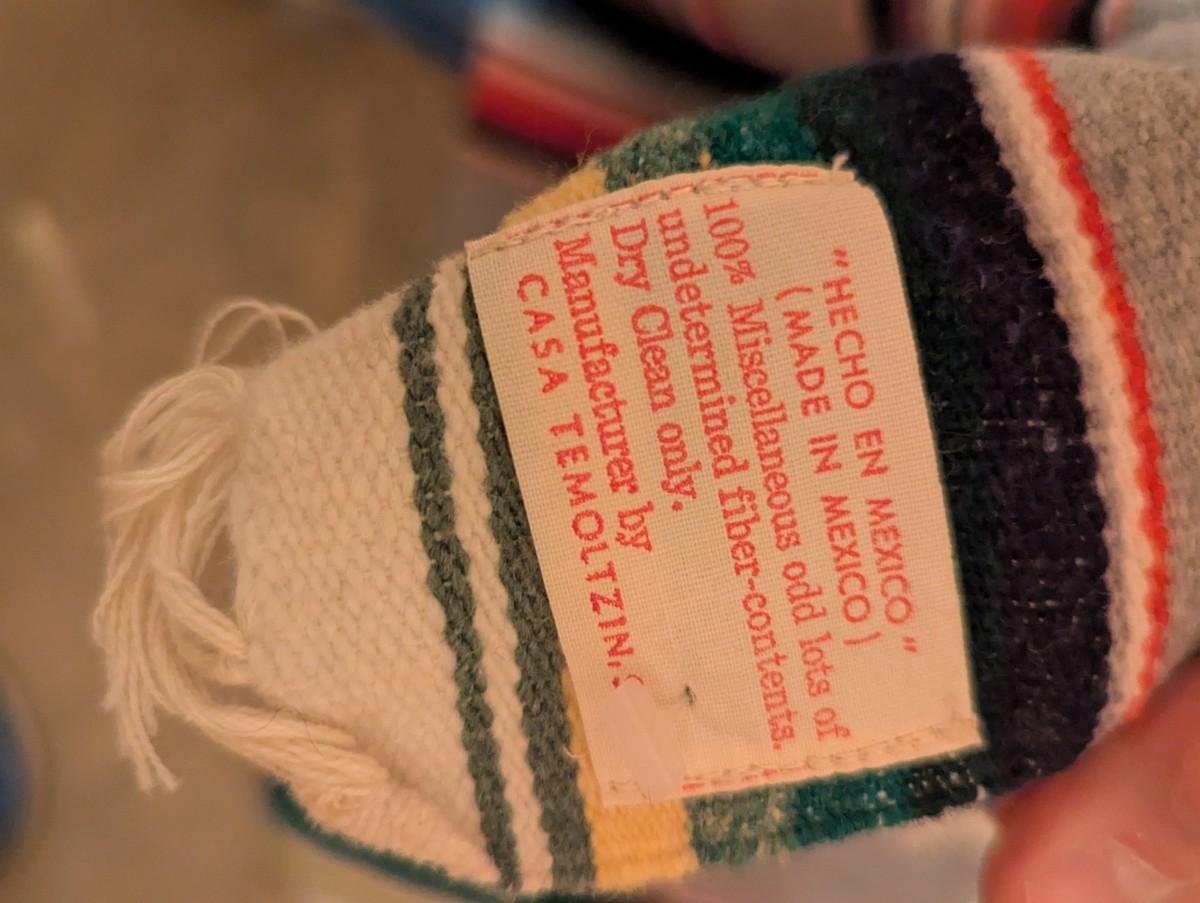 "HECHO EN MEXICO"
(MADE IN MEXICO)
100% Miscellaneous odd lots of
undetermined fiber-contents.
Dry Clean only.
Manufacturer by
CASA TEMOLTZIN.